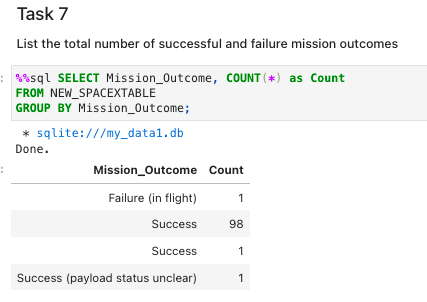 Task 7
List the total number of successful and failure mission outcomes
: %%sql SELECT Mission_Outcome, COUNT(*) as Count
FROM NEW_SPACEXTABLE
GROUP BY Mission_Outcome;
* sqlite:///my_data1.db
Done.
: Mission_Outcome Count
Failure (in flight) 1
Success 98
Success 1
Success (payload status unclear) 1